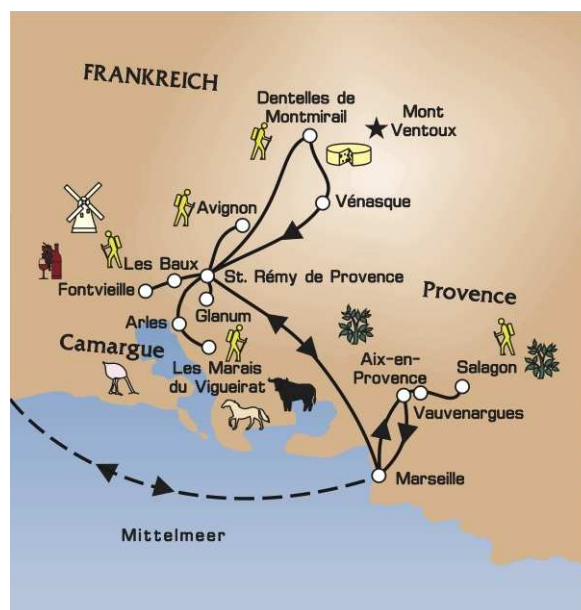 FRANKREICH
Dentelles de
Montmirail
Mont
Ventoux
Vénasque
Avignon
Les Baux
St. Rémy de Provence
Fontvieille
Glanum
Provence
Arles
Camargue
Les Marais
du Vigueirat
Aix-en-
Provence
Salagon
Vauvenargues
Marseille
Mittelmeer